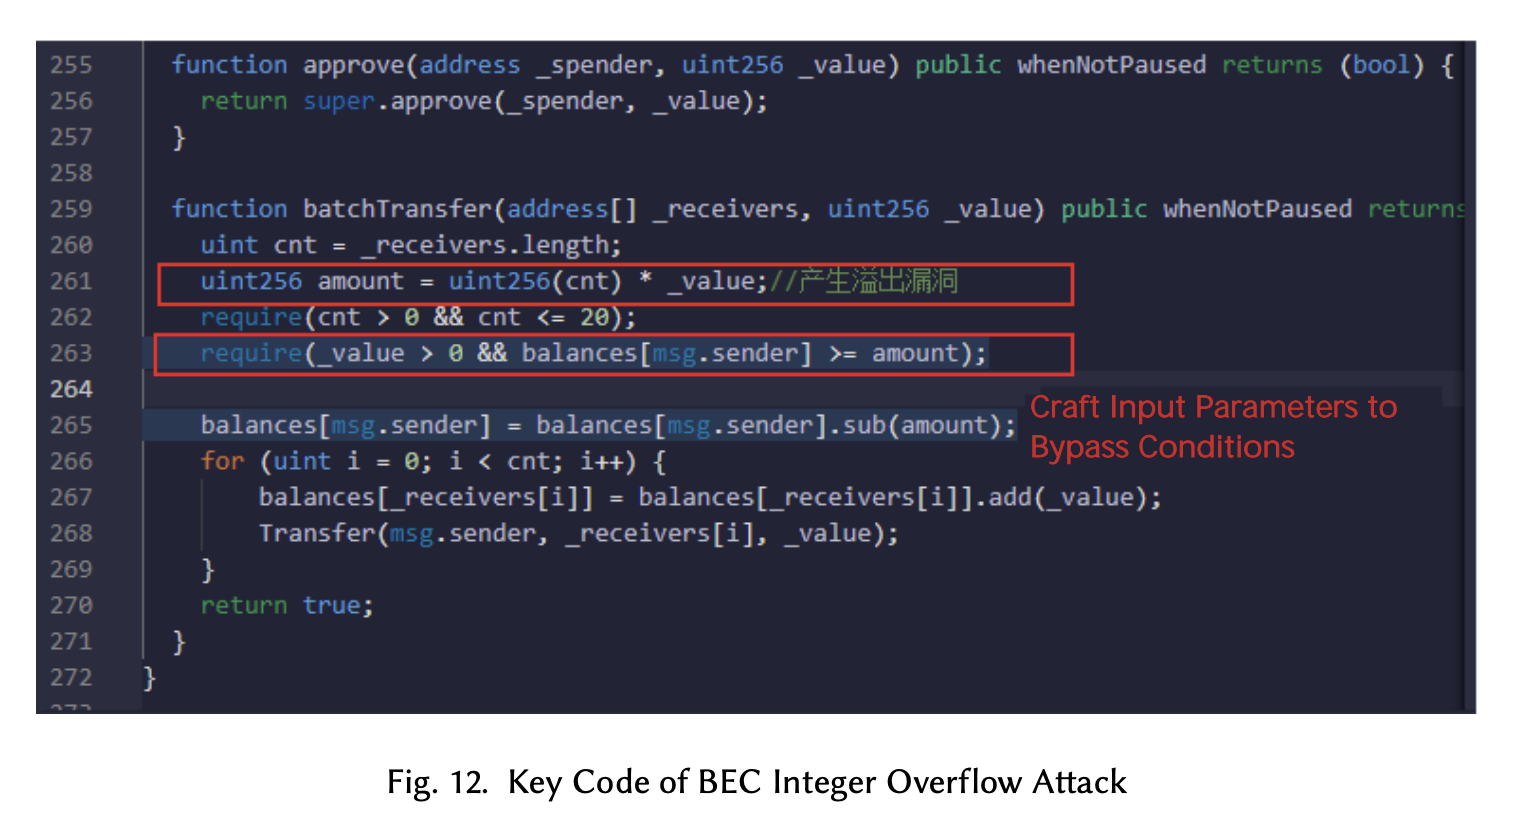 255 function approve(address _spender, uint256 _value) public whenNotPaused returns (bool) {
256 return super.approve(_spender, _value);
257 }
258
259 function batchTransfer(address[] _receivers, uint256 _value) public whenNotPaused returns
260 uint cnt = _receivers.length;
261 uint256 amount = uint256(cnt) * _value;//产生溢出漏洞
262 require(cnt > 0 && cnt <= 20);
263 require(_value > 0 && balances[msg.sender] >= amount);
264
265 balances[msg.sender] = balances[msg.sender].sub(amount);
Craft Input Parameters to
Bypass Conditions
266 for (uint i = 0; i < cnt; i++) {
267 balances[_receivers[i]] = balances[_receivers[i]].add(_value);
268 Transfer(msg.sender, _receivers[i], _value);
269 }
270 return true;
271 }
272 }
Fig. 12. Key Code of BEC Integer Overflow Attack